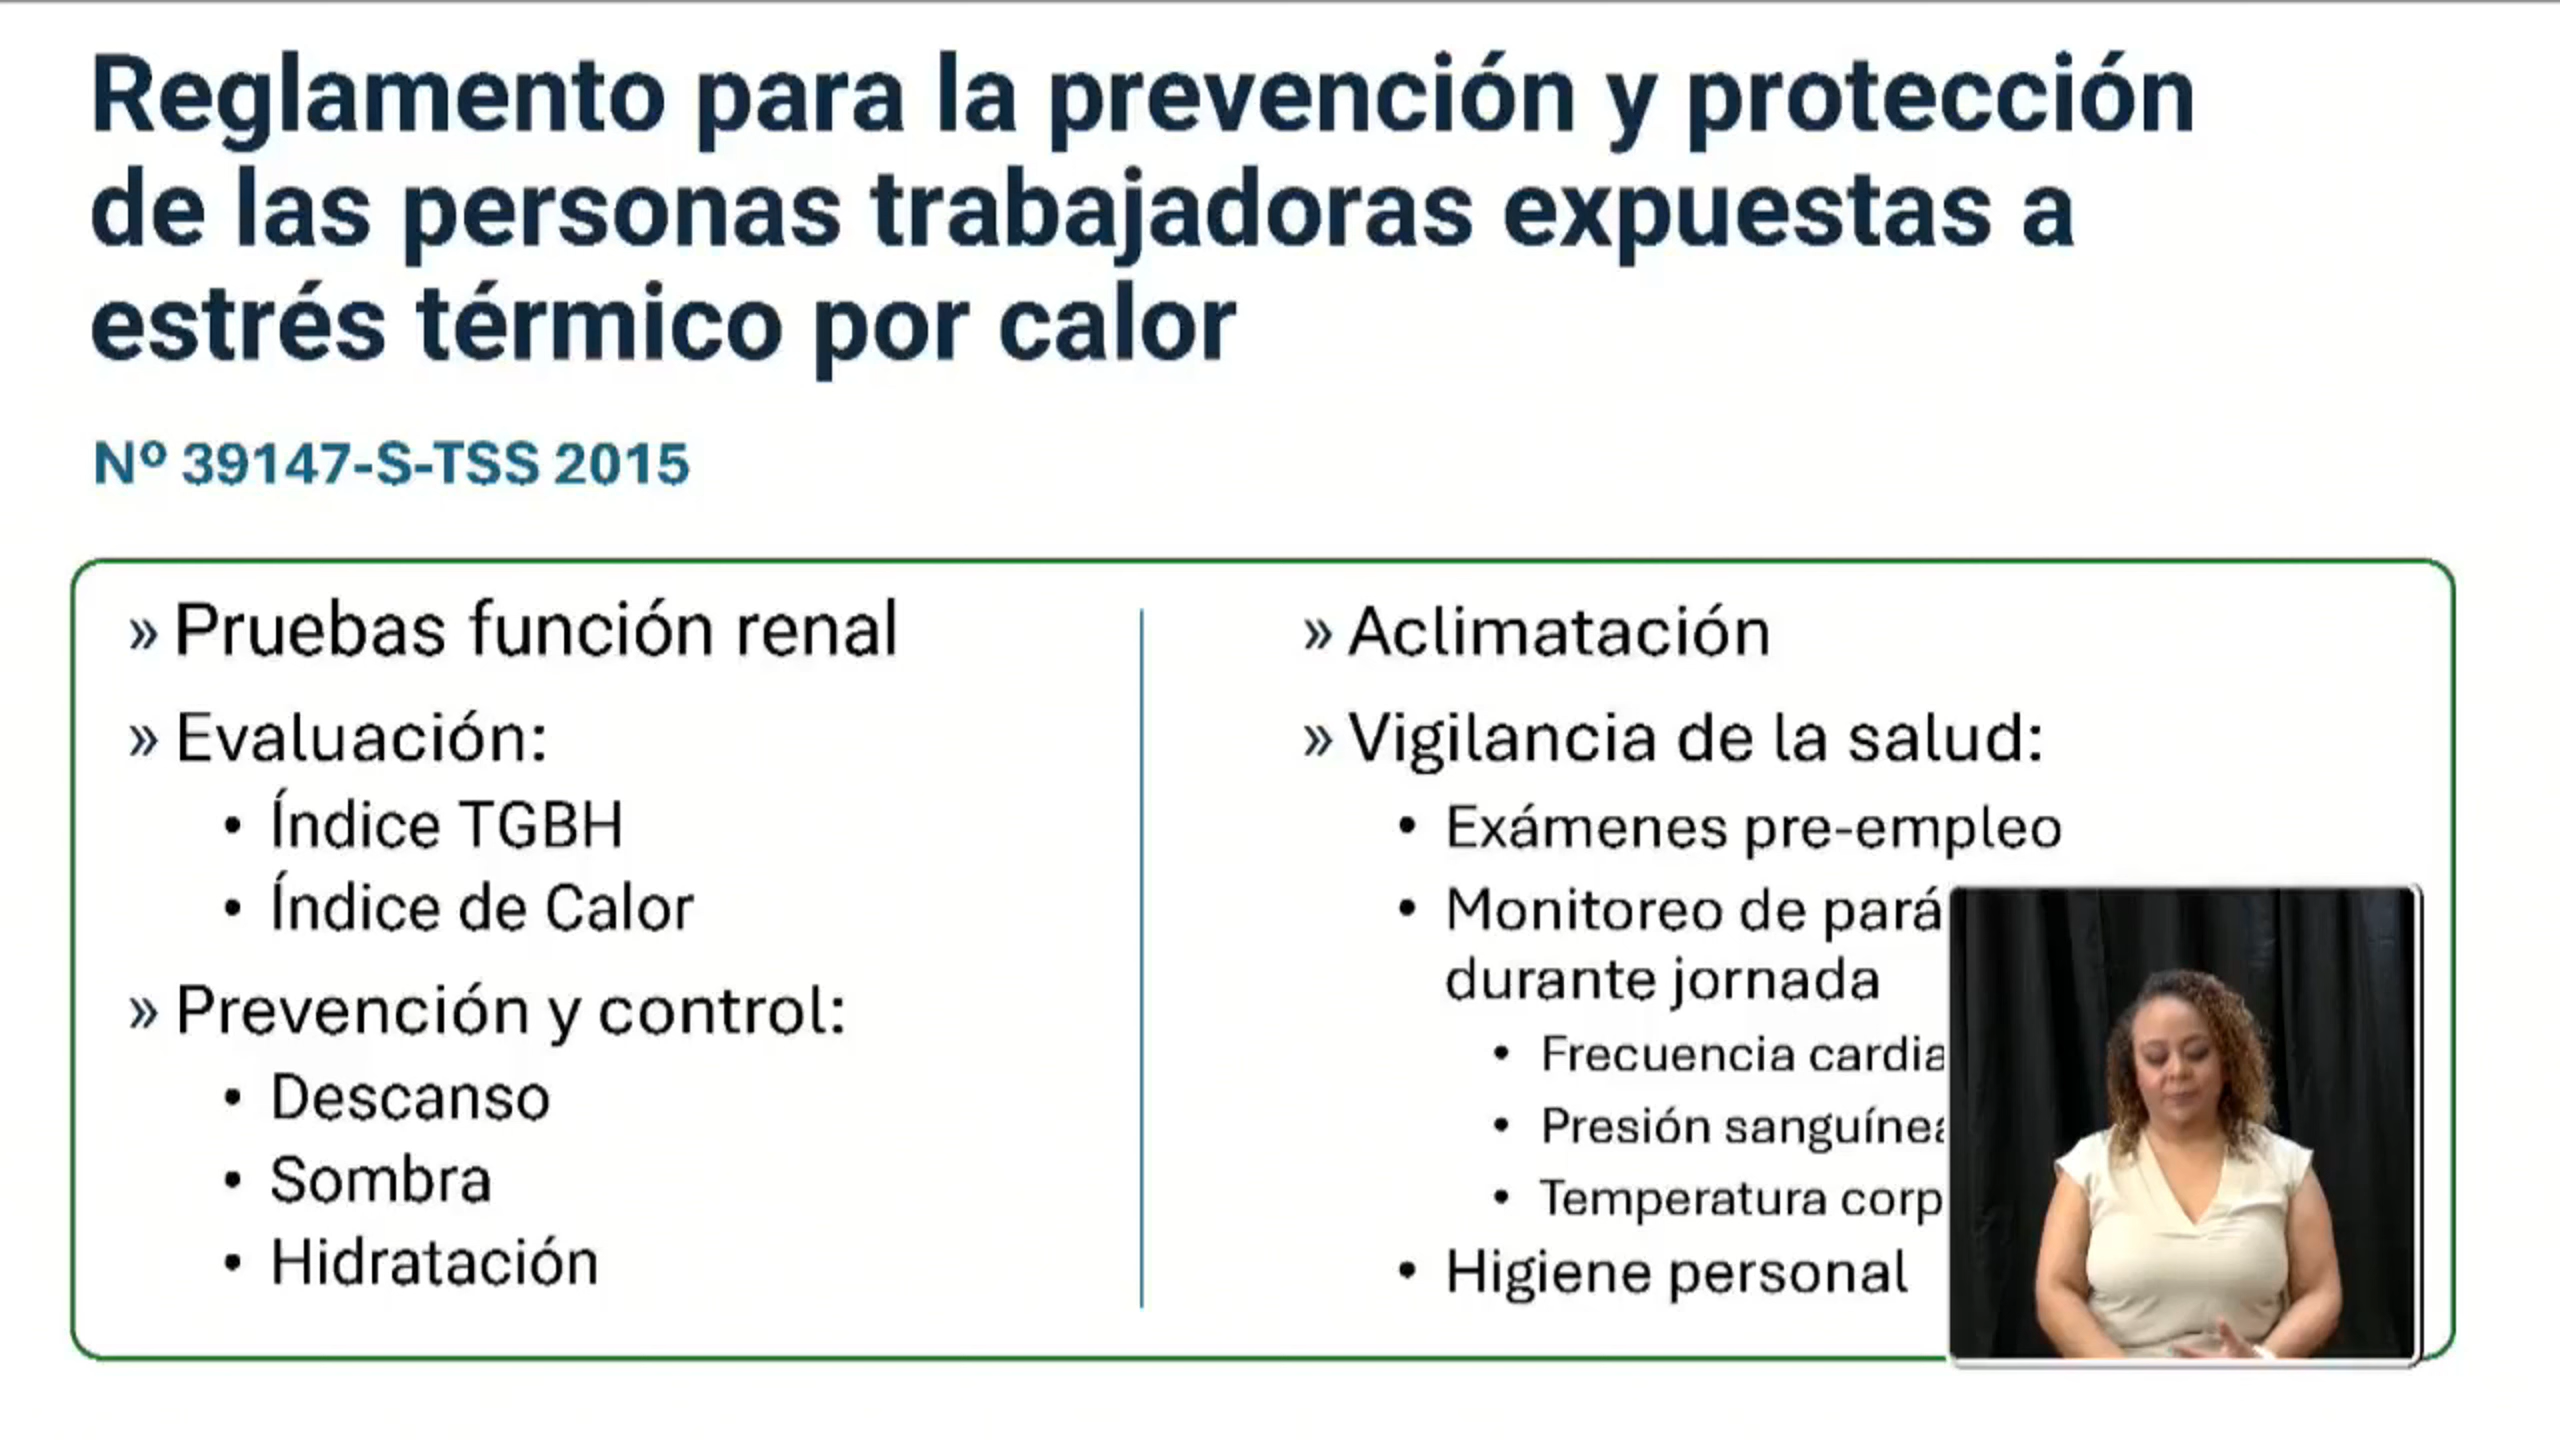 Reglamento para la prevención y protección
de las personas trabajadoras expuestas a
estrés térmico por calor
Nº 39147-S-TSS 2015
» Pruebas función renal
» Evaluación:
• Índice TGBH
• Índice de Calor
» Prevención y control:
• Descanso
• Sombra
• Hidratación
» Aclimatación
» Vigilancia de la salud:
• Exámenes pre-empleo
• Monitoreo de
durante jornada
• Frecuencia
• Presión
• Temperatura
• Higiene personal